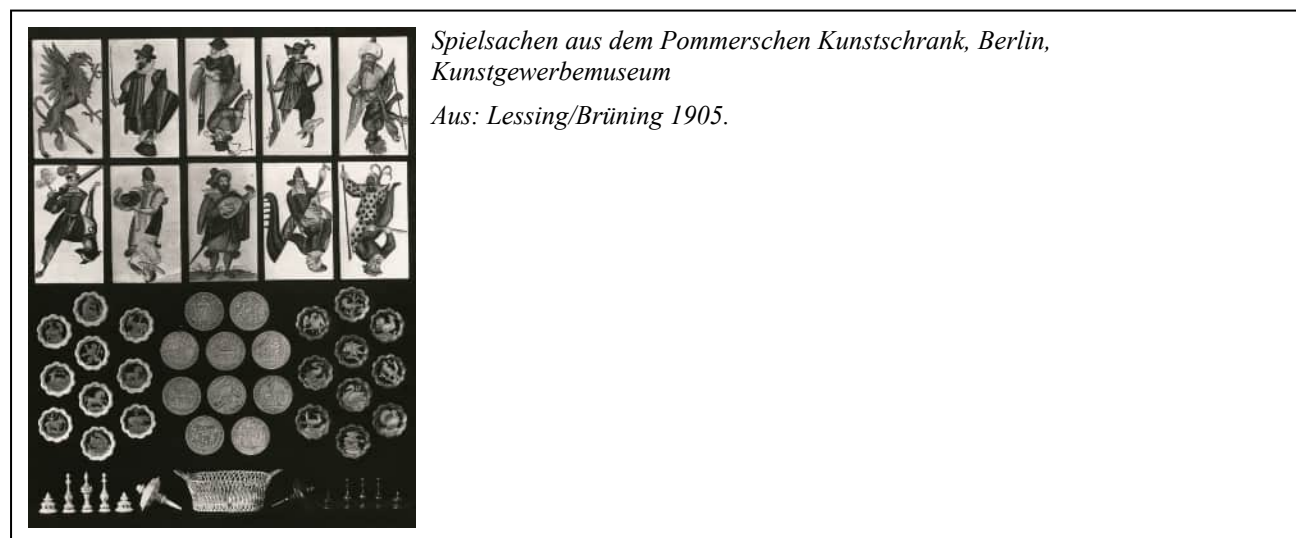 Spielsachen aus dem Pommerschen Kunstschrank, Berlin,
Kunstgewerbemuseum
Aus: Lessing/Brüning 1905.